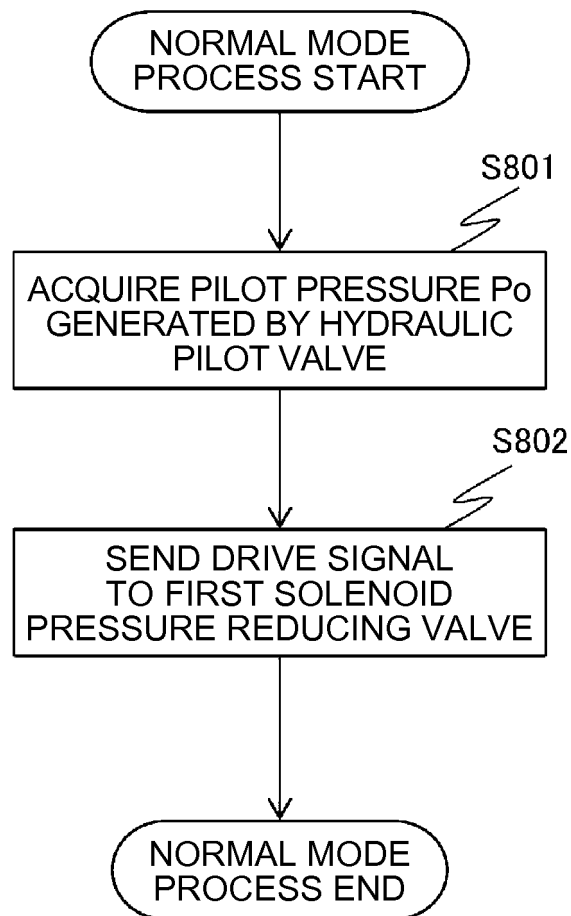 NORMAL MODE
PROCESS START
S801
ACQUIRE PILOT PRESSURE Po
GENERATED BY HYDRAULIC
PILOT VALVE
S802
SEND DRIVE SIGNAL
TO FIRST SOLENOID
PRESSURE REDUCING VALVE
NORMAL MODE
PROCESS END